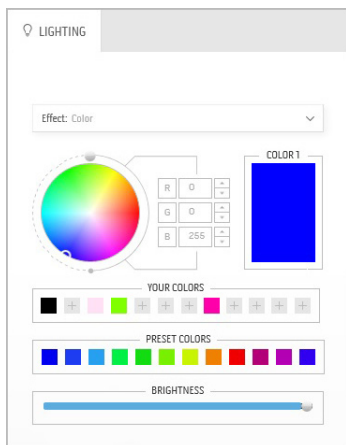 LIGHTING
Effect: Color
COLOR 1
R 0
G 0
B 255
YOUR COLORS
+ + + + + + + +
PRESET COLORS
BRIGHTNESS